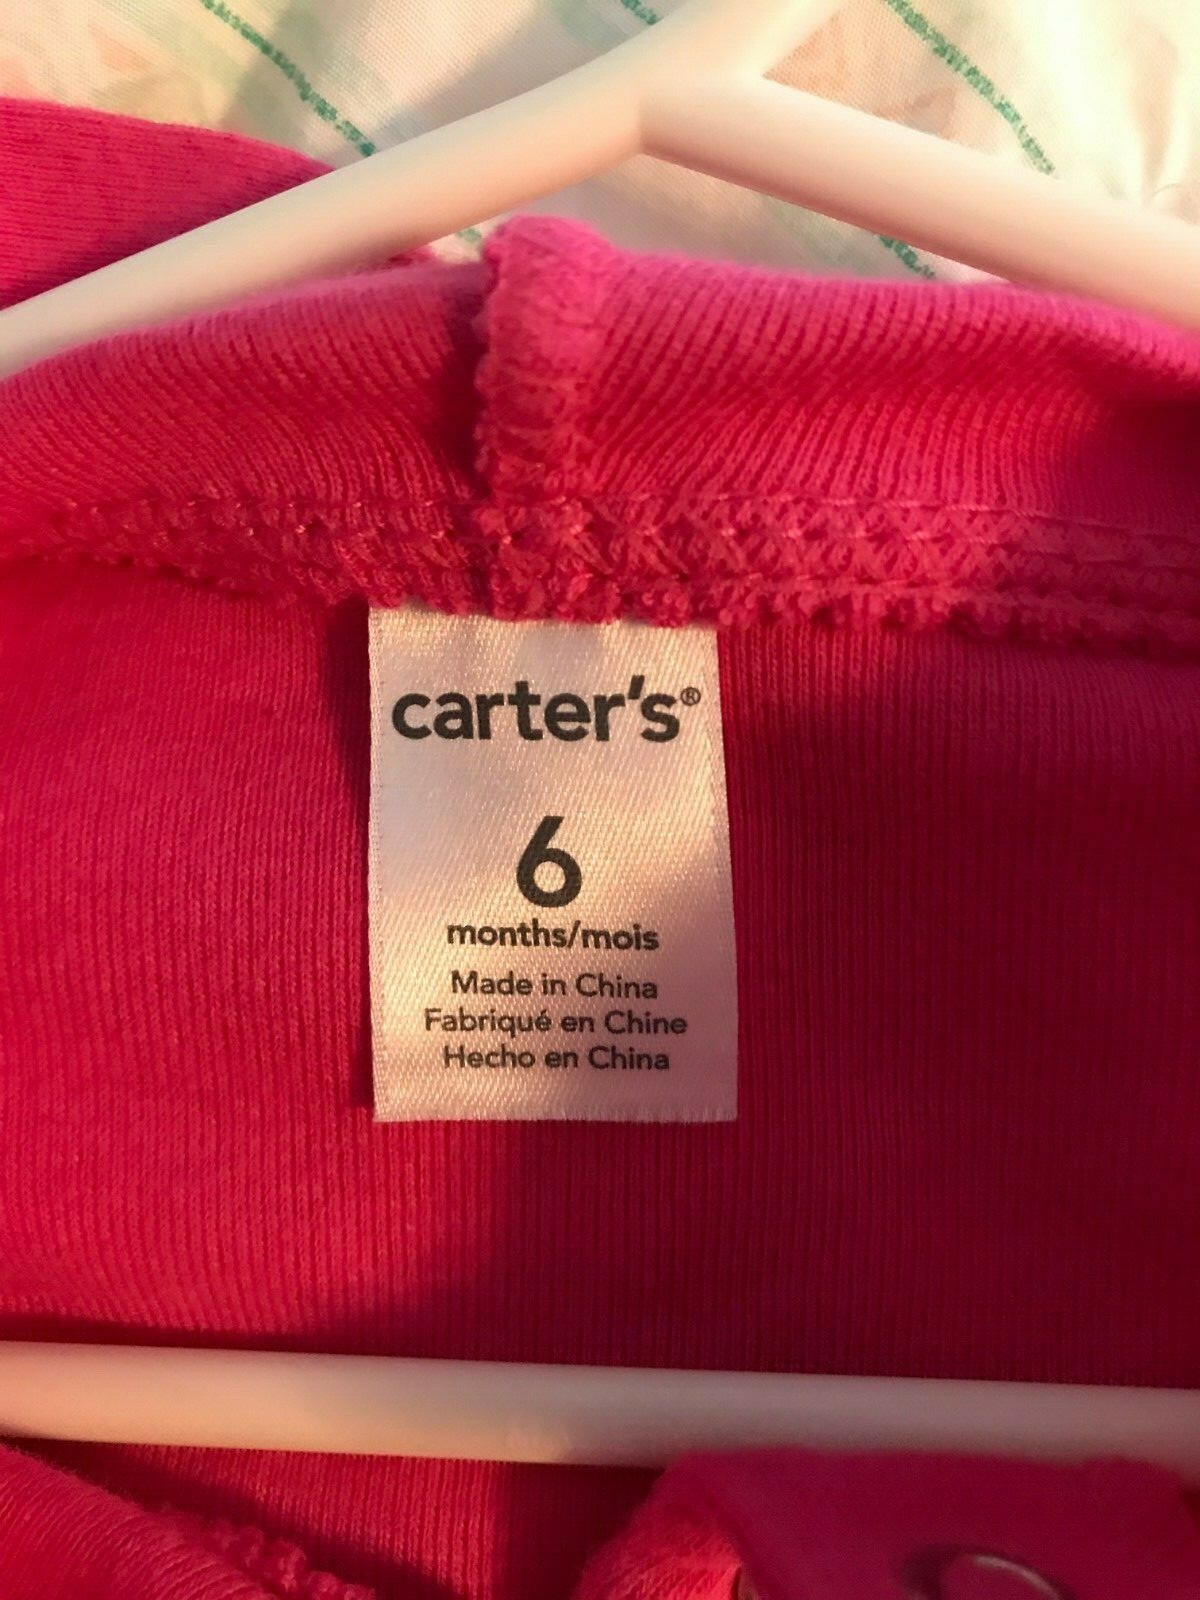 carter's®
6
months/mois
Made in China
Fabriqué en Chine
Hecho en China